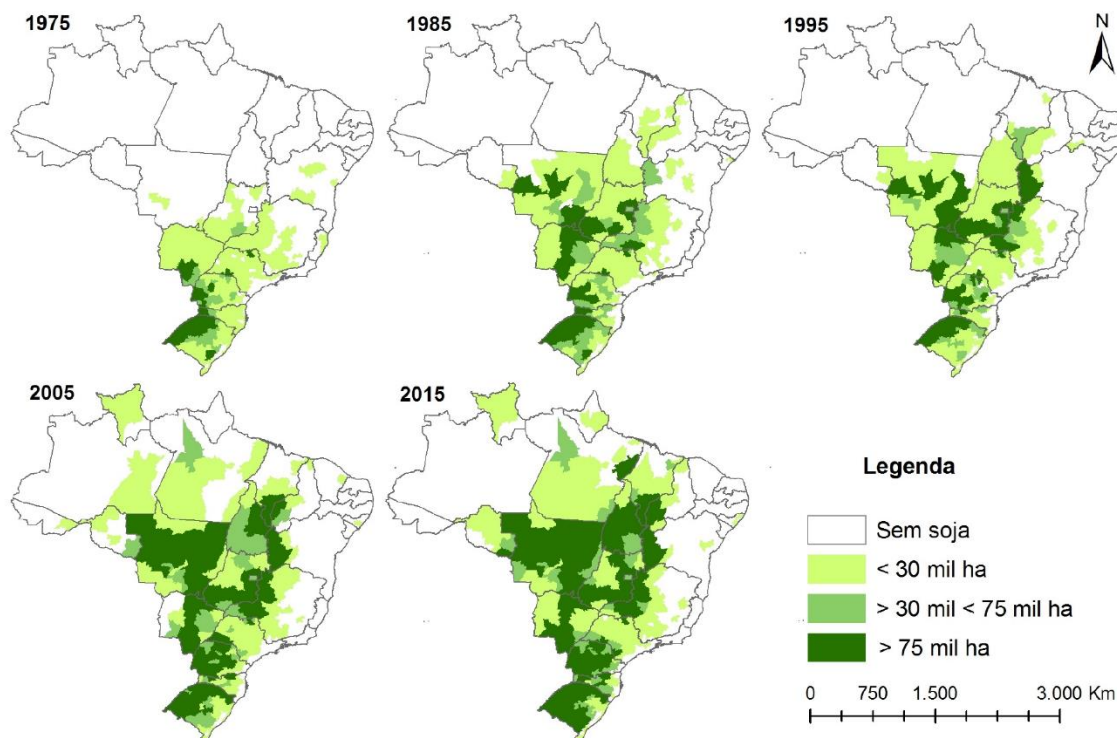 1975
1985
1995
N
2005
2015
Legenda
Sem soja
< 30 mil ha
> 30 mil < 75 mil ha
> 75 mil ha
0 750 1.500 3.000 Km